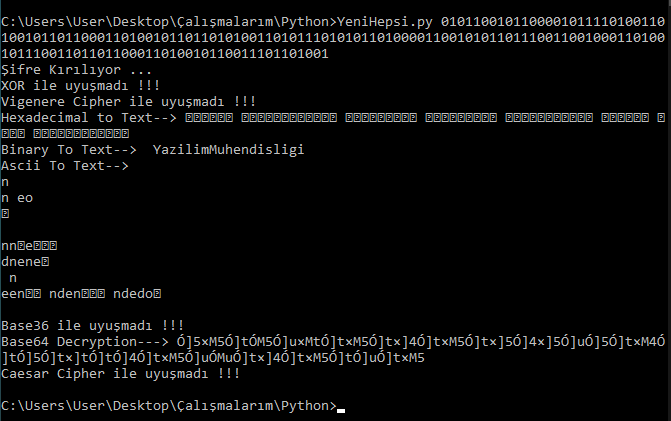 C:\Users\User\Desktop\Çalışmalarım\Python>YeniHepsi.py 0101100101100001011110100110
10010110110001101001011011010100110101110101011010000110010101101110011001000110100
10111001101101100011010010110011101101001
Şifre Kırılıyor ...
XOR ile uyuşmadı !!!
Vigenere Cipher ile uyuşmadı !!!
Hexadecimal to Text-->
Binary To Text-->  YazilimMuhendisligi
Ascii To Text-->
n
n eo
nne
dnene
n
een nden ndedo
Base36 ile uyuşmadı !!!
Base64 Decryption---> Ó]5×M5Ó]tÓM5Ó]u×MtÓ]t×M5Ó]t×]4Ó]t×M5Ó]t×]5Ó]4×]5Ó]uÓ]5Ó]t×M4Ó
]tÓ]5Ó]t×]tÓ]tÓ]4Ó]t×M5Ó]uÓMuÓ]t×]4Ó]t×M5Ó]tÓ]uÓ]t×M5
Caesar Cipher ile uyuşmadı !!!
C:\Users\User\Desktop\Çalışmalarım\Python>